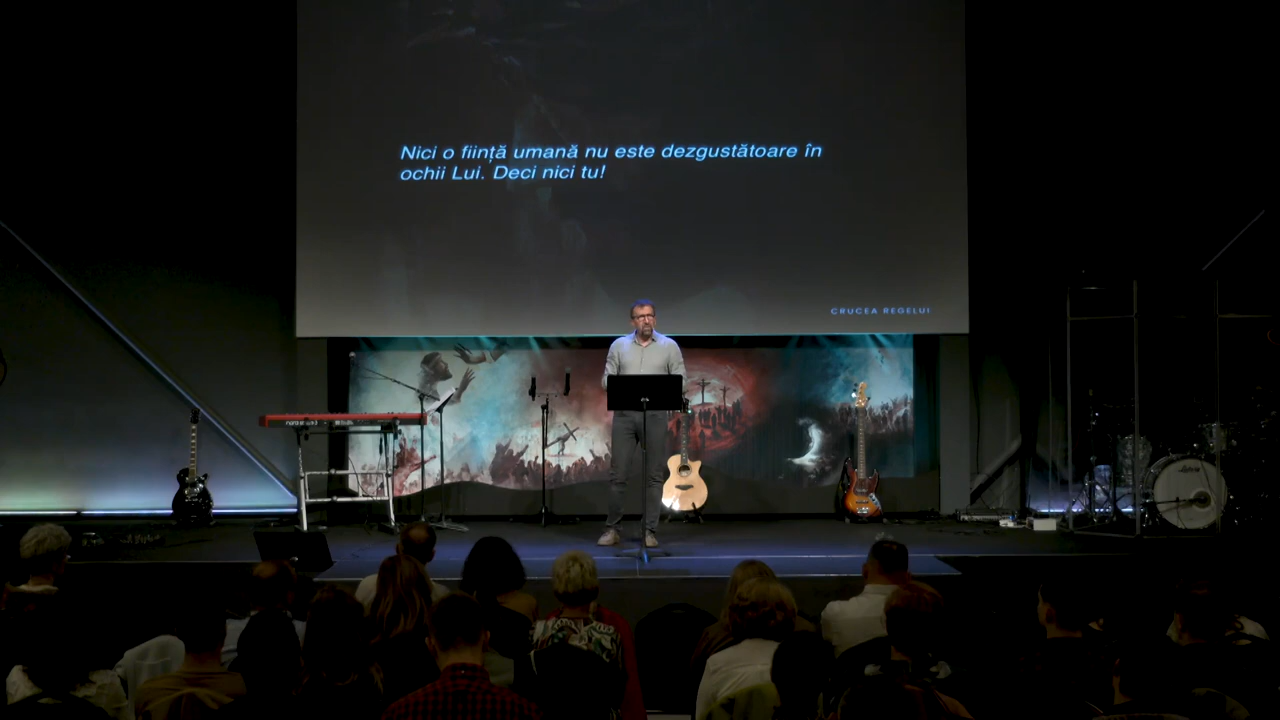 Nici o ființă umană nu este dezgustătoare în
ochii Lui. Deci nici tu!
CRUCEA REGELUI